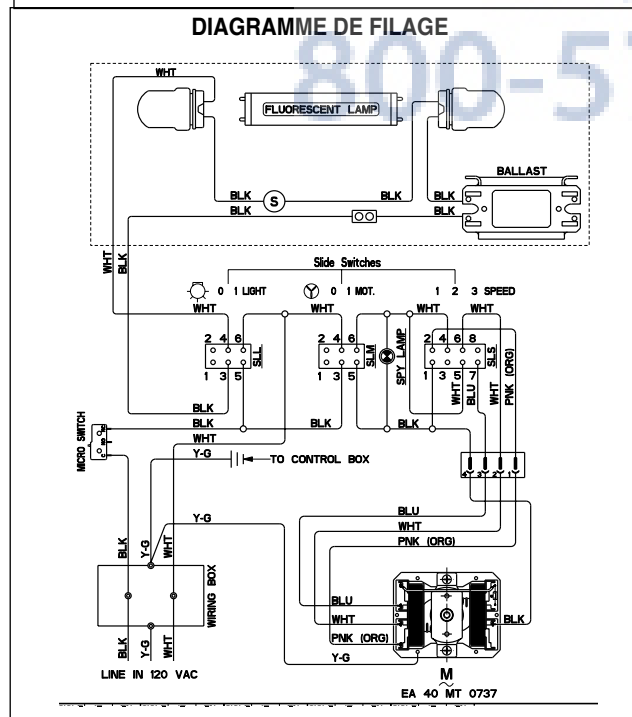 DIAGRAMME DE FILAGE
800-5
WHT
FLUORESCENT LAMP
BALLAST
BLK S BLK BLK
BLK BLK
WHT
BLK
Slide Switches
0 1 LIGHT 0 1 MOT. 1 2 3 SPEED
WHT WHT WHT WHT
2 4 6 2 4 6 2 4 6 8
SLL SLM SPY LAMP SLS
1 3 5 1 3 5 1 3 5 7
WHT
BLU
WHT
PNK (ORG)
BLK
BLK BLK BLK
MICRO SWITCH
WHT
Y-G TO CONTROL BOX
4 3 2 1
BLU
Y-G WHT
PNK (ORG)
BLK
Y-G
WHT
WIRING BOX
BLU
WHT BLK
PNK (ORG)
Y-G
BLK
Y-G
WHT
LINE IN 120 VAC
M
EA 40 MT 0737